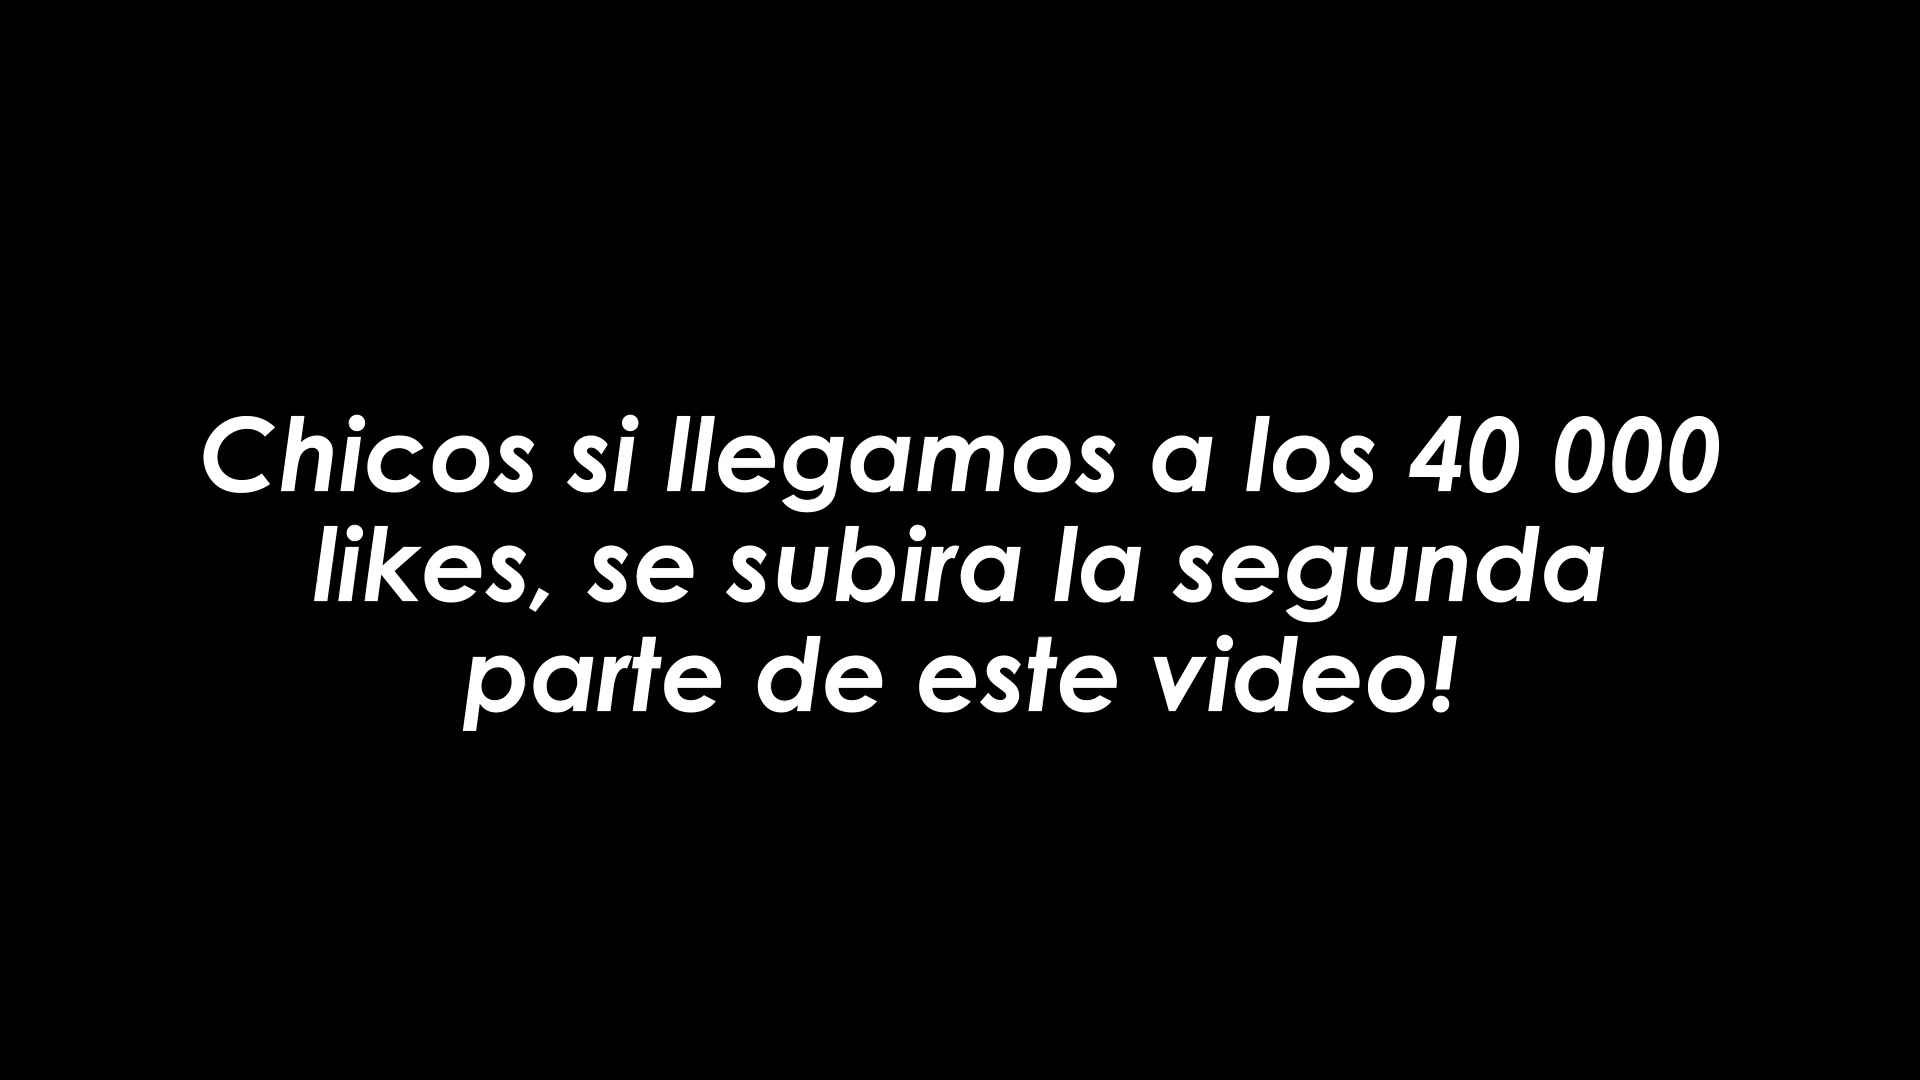 Chicos si llegamos a los 40 000
likes, se subira la segunda
parte de este video!